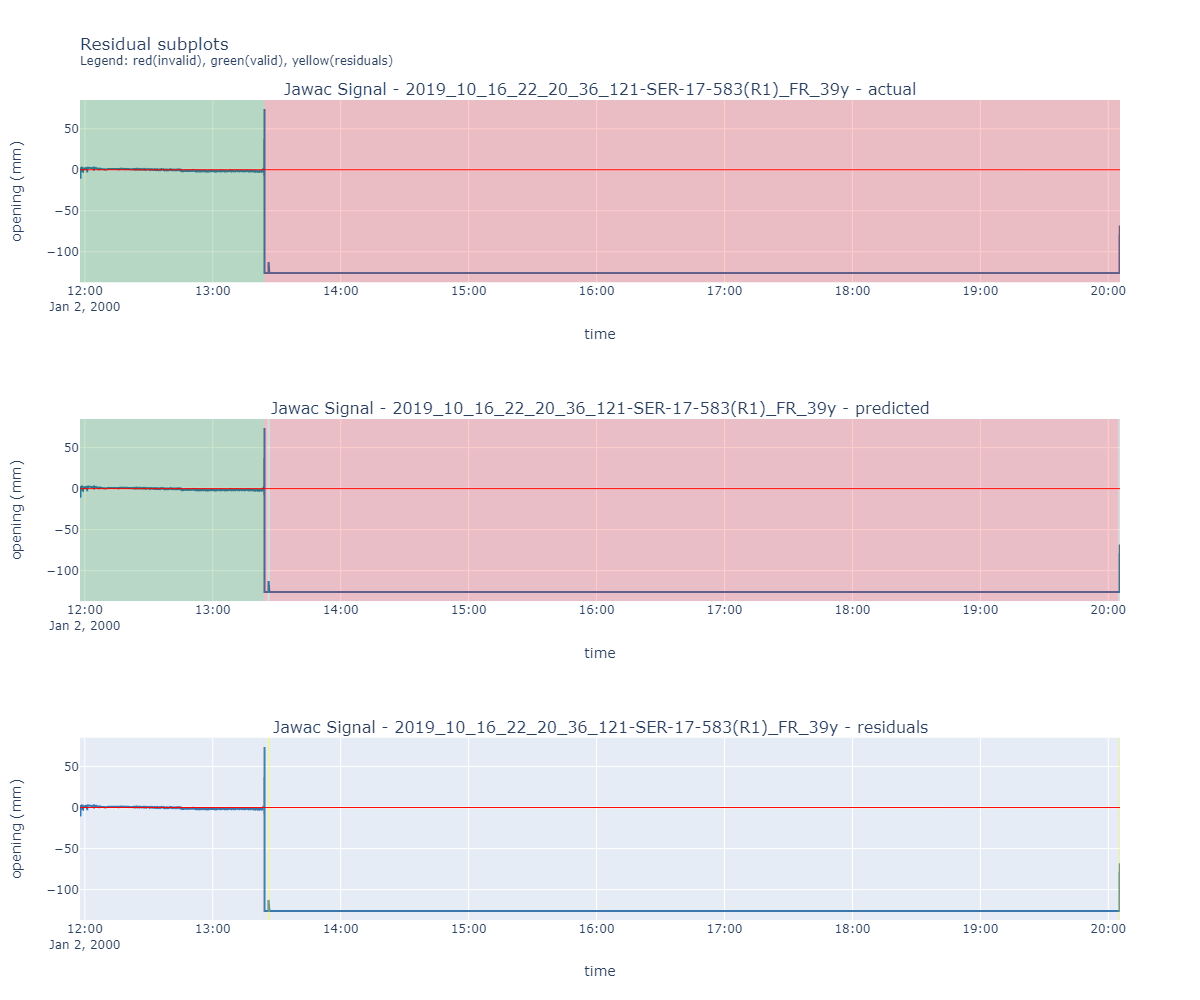 Residual subplots
Legend: red(invalid), green(valid), yellow(residuals)
Jawac Signal - 2019_10_16_22_20_36_121-SER-17-583(R1)_FR_39y - actual
opening (mm)
50
0
−50
−100
12:00 13:00 14:00 15:00 16:00 17:00 18:00 19:00 20:00
Jan 2, 2000
time
Jawac Signal - 2019_10_16_22_20_36_121-SER-17-583(R1)_FR_39y - predicted
opening (mm)
50
0
−50
−100
12:00 13:00 14:00 15:00 16:00 17:00 18:00 19:00 20:00
Jan 2, 2000
time
Jawac Signal - 2019_10_16_22_20_36_121-SER-17-583(R1)_FR_39y - residuals
opening (mm)
50
0
−50
−100
12:00 13:00 14:00 15:00 16:00 17:00 18:00 19:00 20:00
Jan 2, 2000
time